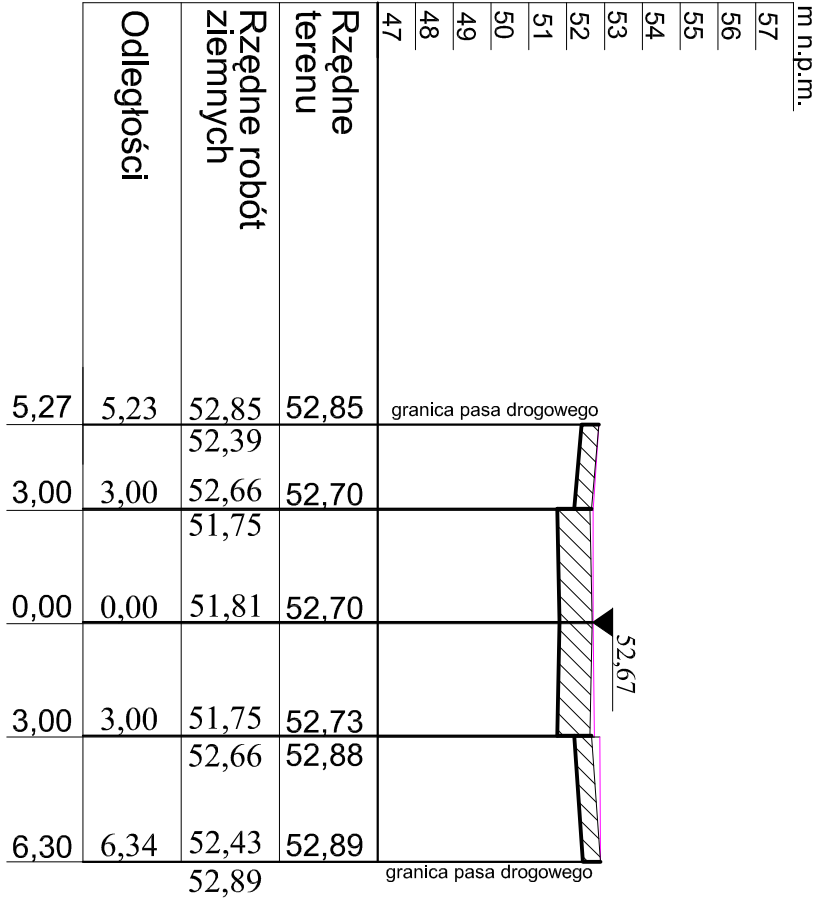 m n.p.m.
57
56
55
54
53
52
51
50
49
48
47
Rzędne
terenu
Rzędne robót
ziemnych
Odległości
granica pasa drogowego
5,27 5,23 52,85 52,85
52,39
3,00 3,00 52,66 52,70
51,75
0,00 0,00 51,81 52,70
52,67
3,00 3,00 51,75 52,73
52,66 52,88
6,30 6,34 52,43 52,89
52,89
granica pasa drogowego